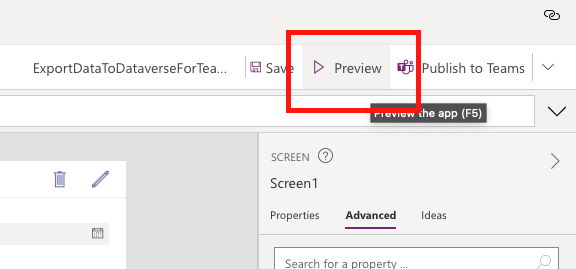 ExportDataToDataverseForTea... Save Preview Publish to Teams
Preview the app (F5)
SCREEN
Screen1
Properties Advanced Ideas
Search for a property ...